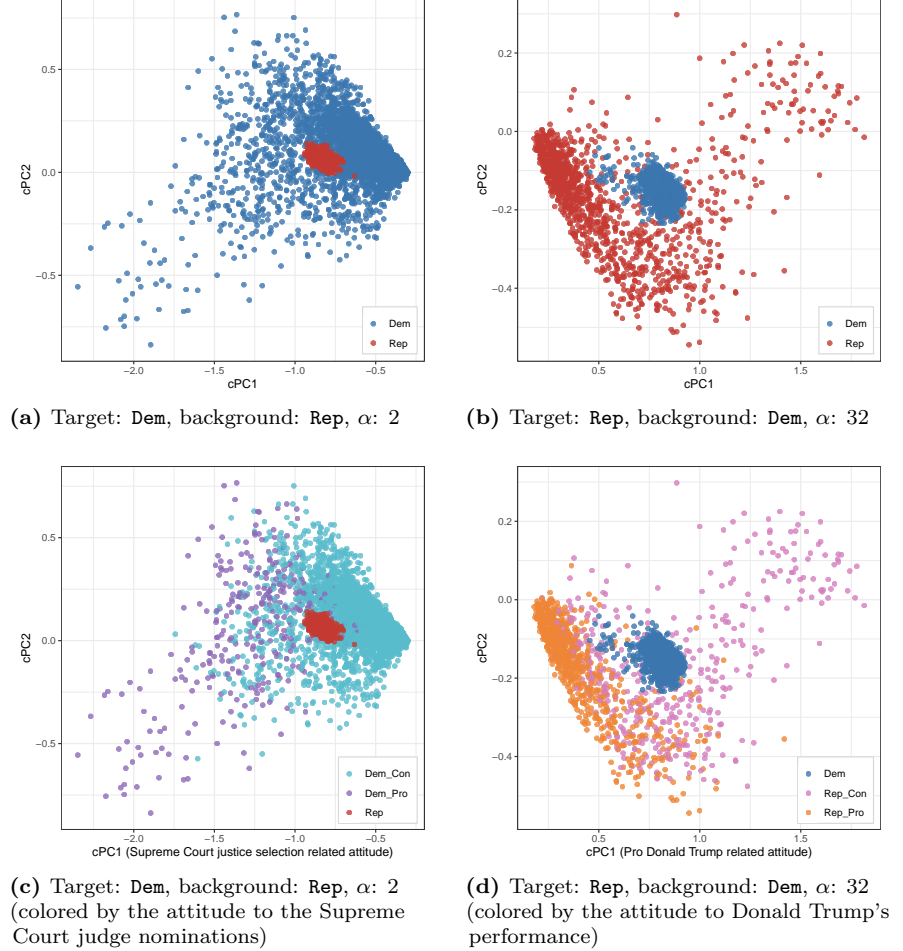 0.5
0.0
−0.5
cPC2
Dem
Rep
−2.0
−1.5
−1.0
−0.5
cPC1
0.2
0.0
−0.2
−0.4
cPC2
Dem
Rep
0.5
1.0
1.5
cPC1
(a) Target: Dem, background: Rep, α: 2
(b) Target: Rep, background: Dem, α: 32
0.5
0.0
−0.5
cPC2
Dem_Con
Dem_Pro
Rep
−2.0
−1.5
−1.0
−0.5
cPC1 (Supreme Court justice selection related attitude)
0.2
0.0
−0.2
−0.4
cPC2
Dem
Rep_Con
Rep_Pro
0.5
1.0
1.5
cPC1 (Pro Donald Trump related attitude)
(c) Target: Dem, background: Rep, α: 2
(colored by the attitude to the Supreme
Court judge nominations)
(d) Target: Rep, background: Dem, α: 32
(colored by the attitude to Donald Trump's
performance)